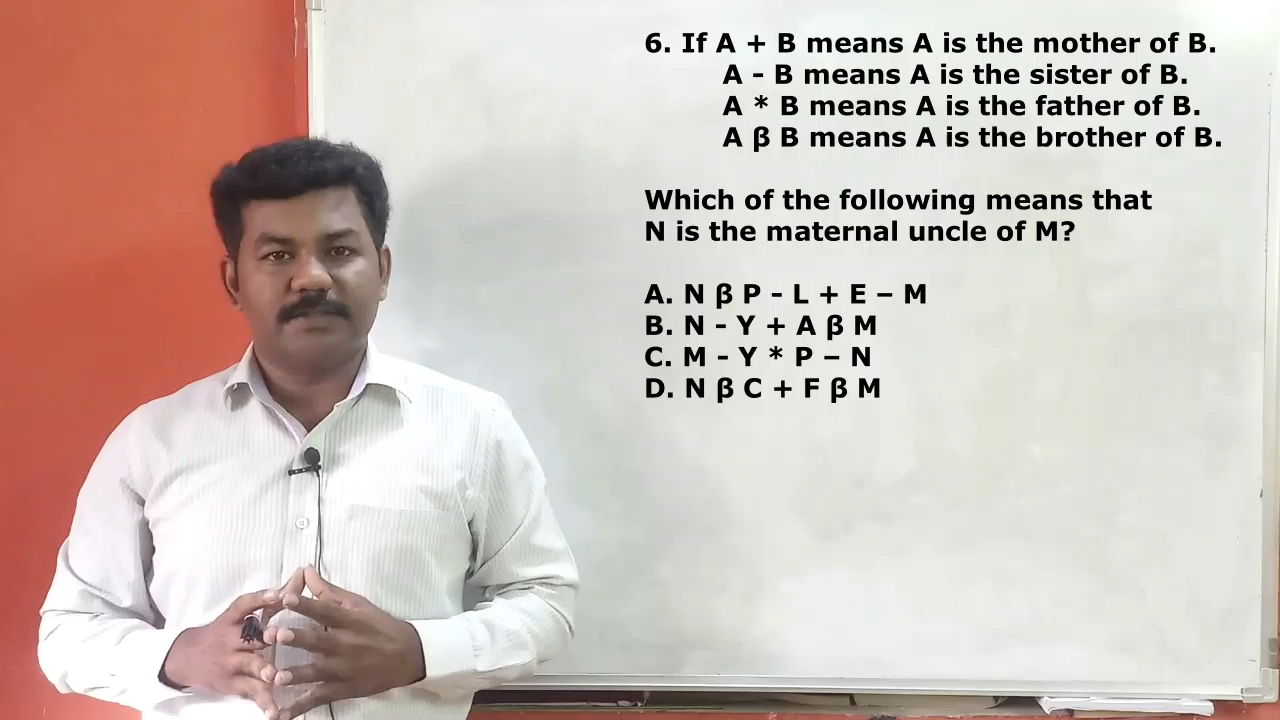 6. If A + B means A is the mother of B.
A - B means A is the sister of B.
A * B means A is the father of B.
A β B means A is the brother of B.
Which of the following means that
N is the maternal uncle of M?
A. N β P - L + E – M
B. N - Y + A β M
C. M - Y * P – N
D. N β C + F β M